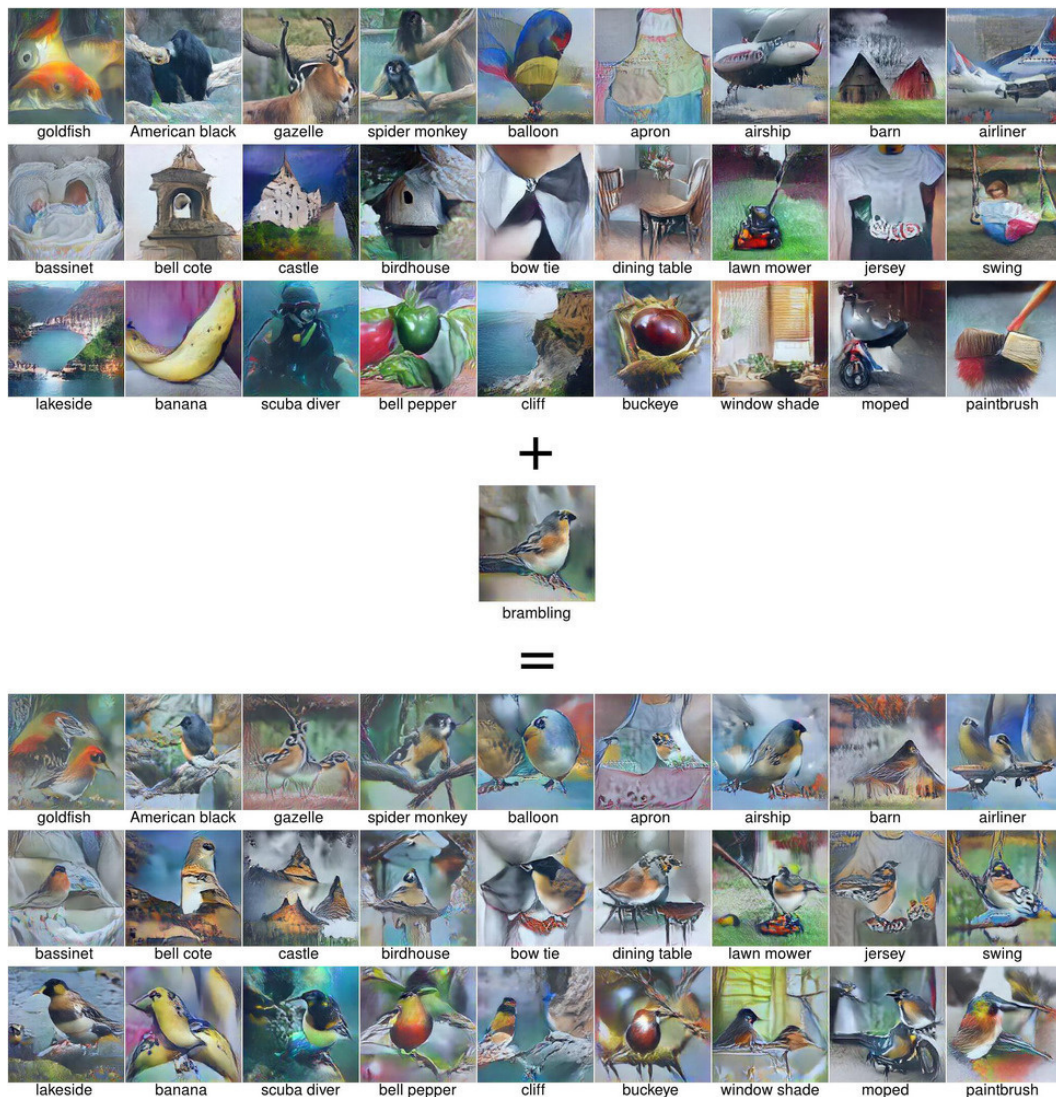 goldfish American black gazelle spider monkey balloon apron airship barn airliner
bassinet bell cote castle birdhouse bow tie dining table lawn mower jersey swing
lakeside banana scuba diver bell pepper cliff buckeye window shade moped paintbrush
+
brambling
=
goldfish American black gazelle spider monkey balloon apron airship barn airliner
bassinet bell cote castle birdhouse bow tie dining table lawn mower jersey swing
lakeside banana scuba diver bell pepper cliff buckeye window shade moped paintbrush